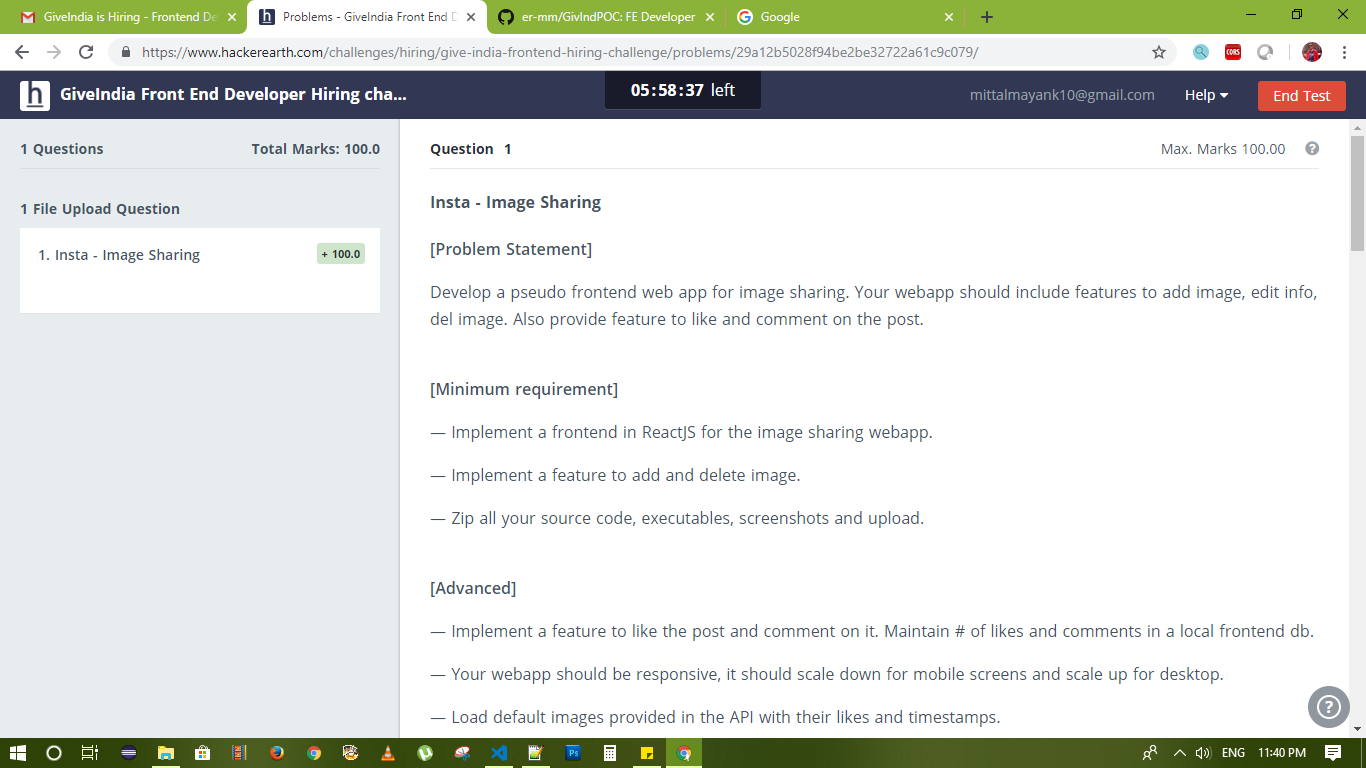 GiveIndia is Hiring - Frontend De
Problems - GiveIndia Front End D
er-mm/GivIndPOC: FE Developer
Google
https://www.hackerearth.com/challenges/hiring/give-india-frontend-hiring-challenge/problems/29a12b5028f94be2be32722a61c9c079/
CORS
h
GiveIndia Front End Developer Hiring cha...
05:58:37 left
mittalmayank10@gmail.com
Help
End Test
1 Questions
Total Marks: 100.0
Question 1
Max. Marks 100.00
?
1 File Upload Question
1. Insta - Image Sharing
+ 100.0
Insta - Image Sharing
[Problem Statement]
Develop a pseudo frontend web app for image sharing. Your webapp should include features to add image, edit info,
del image. Also provide feature to like and comment on the post.
[Minimum requirement]
— Implement a frontend in ReactJS for the image sharing webapp.
— Implement a feature to add and delete image.
— Zip all your source code, executables, screenshots and upload.
[Advanced]
— Implement a feature to like the post and comment on it. Maintain # of likes and comments in a local frontend db.
— Your webapp should be responsive, it should scale down for mobile screens and scale up for desktop.
— Load default images provided in the API with their likes and timestamps.
?
Ps
ENG
11:40 PM